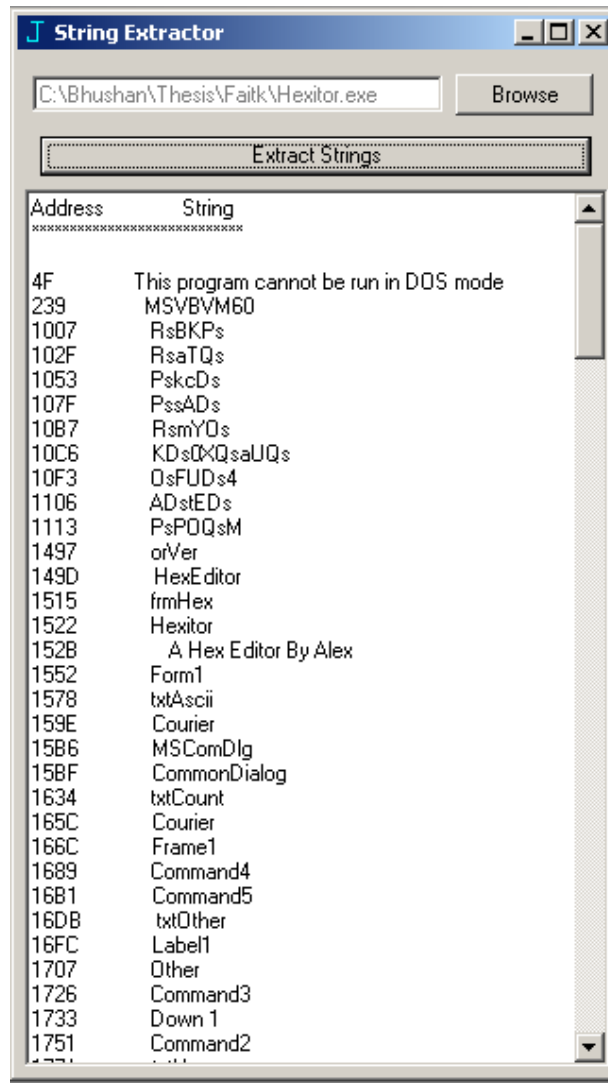 String Extractor
C:\Bhushan\Thesis\Faitk\Hexitor.exe Browse
Extract Strings
Address String
****************************
4F This program cannot be run in DOS mode
239 MSVBVM60
1007 RsBKPs
102F RsaTQs
1053 PskcDs
107F PssADs
10B7 RsmYOs
10C6 KDs0XQsaUQs
10F3 OsFUDs4
1106 ADstEDs
1113 PsPOQsM
1497 orVer
149D HexEditor
1515 frmHex
1522 Hexitor
152B A Hex Editor By Alex
1552 Form1
1578 txtAscii
159E Courier
15B6 MSComDlg
15BF CommonDialog
1634 txtCount
165C Courier
166C Frame1
1689 Command4
16B1 Command5
16DB txtOther
16FC Label1
1707 Other
1726 Command3
1733 Down 1
1751 Command2